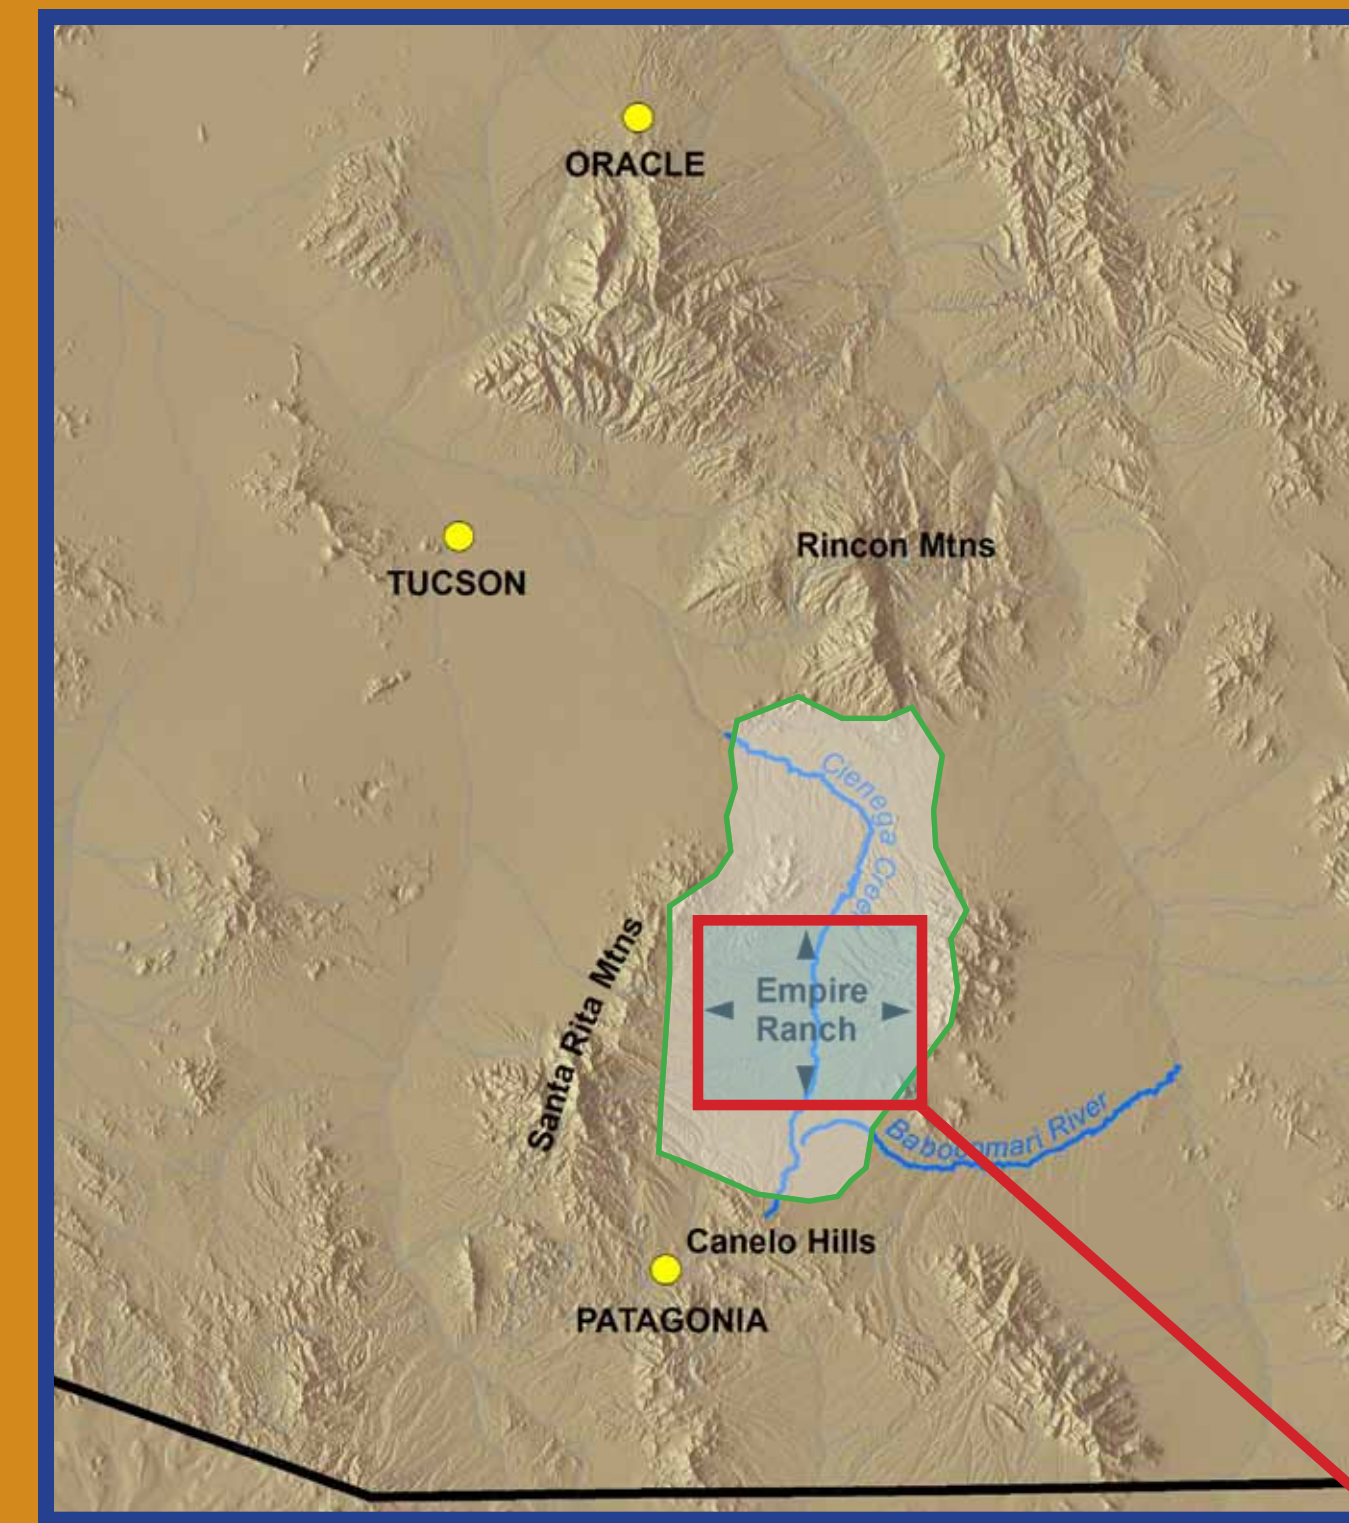 ORACLE
Rincon Mtns
TUCSON
Cienega Creek
Santa Rita Mtns
Empire
Ranch
Babocomari River
Canelo Hills
PATAGONIA